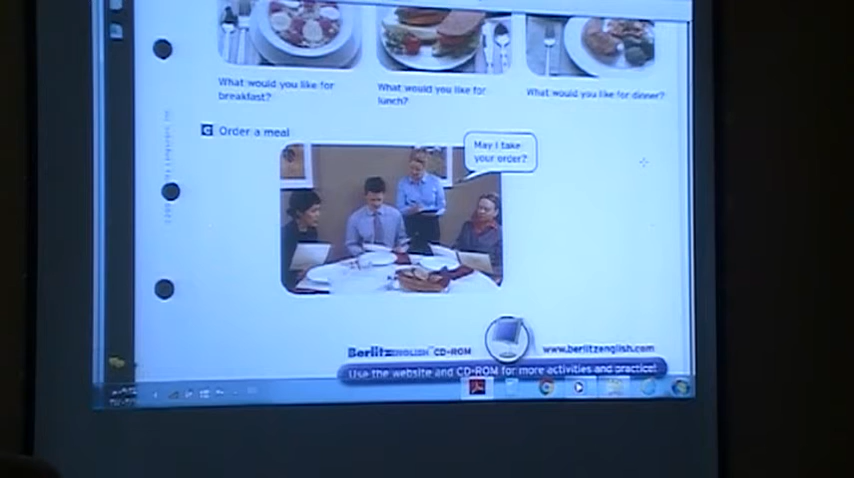 What would you like for
breakfast?
What would you like for
lunch?
What would you like for dinner?
C Order a meal
May I take
your order?
Berlitz ENGLISH™ CD-ROM
www.berlitzenglish.com
Use the website and CD-ROM for more activities and practice!